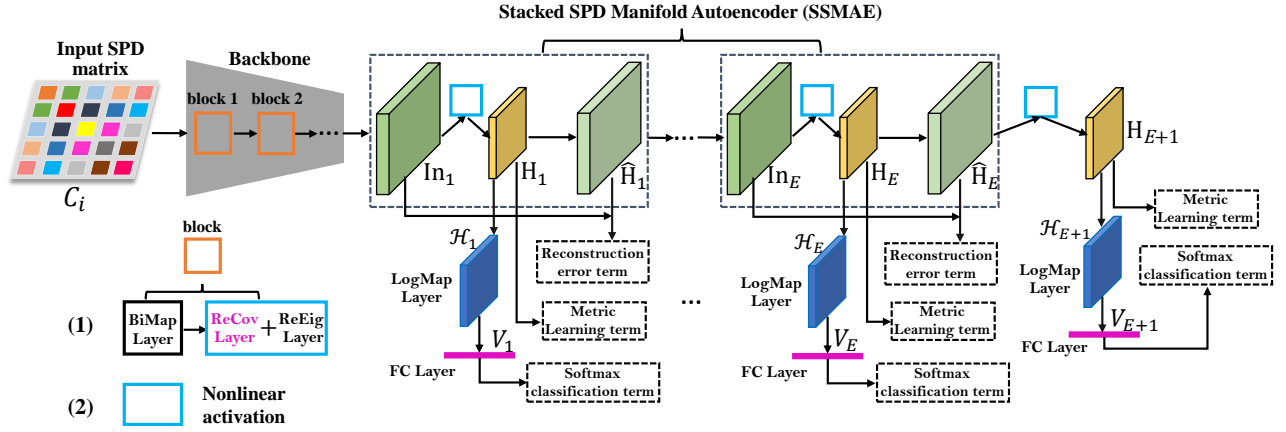 Stacked SPD Manifold Autoencoder (SSMAE)
Input SPD
matrix
Backbone
block 1
block 2
...
C_i
In_1
H_1
Ĥ_1
...
In_E
H_E
Ĥ_E
H_{E+1}
ℋ_1
LogMap
Layer
V_1
FC Layer
Reconstruction
error term
Metric
Learning term
Softmax
classification term
...
ℋ_E
LogMap
Layer
V_E
FC Layer
Reconstruction
error term
Metric
Learning term
Softmax
classification term
ℋ_{E+1}
LogMap
Layer
V_{E+1}
FC Layer
Metric
Learning term
Softmax
classification term
block
(1)
BiMap
Layer
ReCov
Layer
+
ReEig
Layer
(2)
Nonlinear
activation